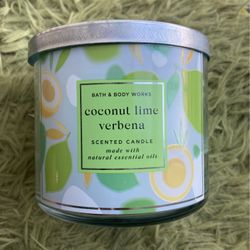 BATH & BODY WORKS
coconut lime
verbena
SCENTED CANDLE
made with
natural essential oils